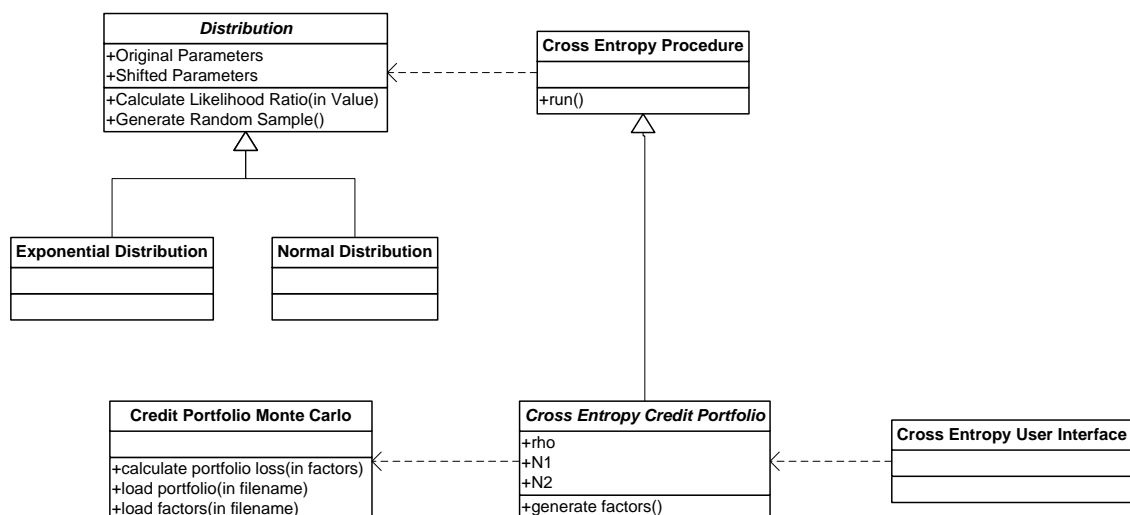 Distribution
+Original Parameters
+Shifted Parameters
+Calculate Likelihood Ratio(in Value)
+Generate Random Sample()
Cross Entropy Procedure
+run()
Exponential Distribution
Normal Distribution
Credit Portfolio Monte Carlo
+calculate portfolio loss(in factors)
+load portfolio(in filename)
+load factors(in filename)
Cross Entropy Credit Portfolio
+rho
+N1
+N2
+generate factors()
Cross Entropy User Interface